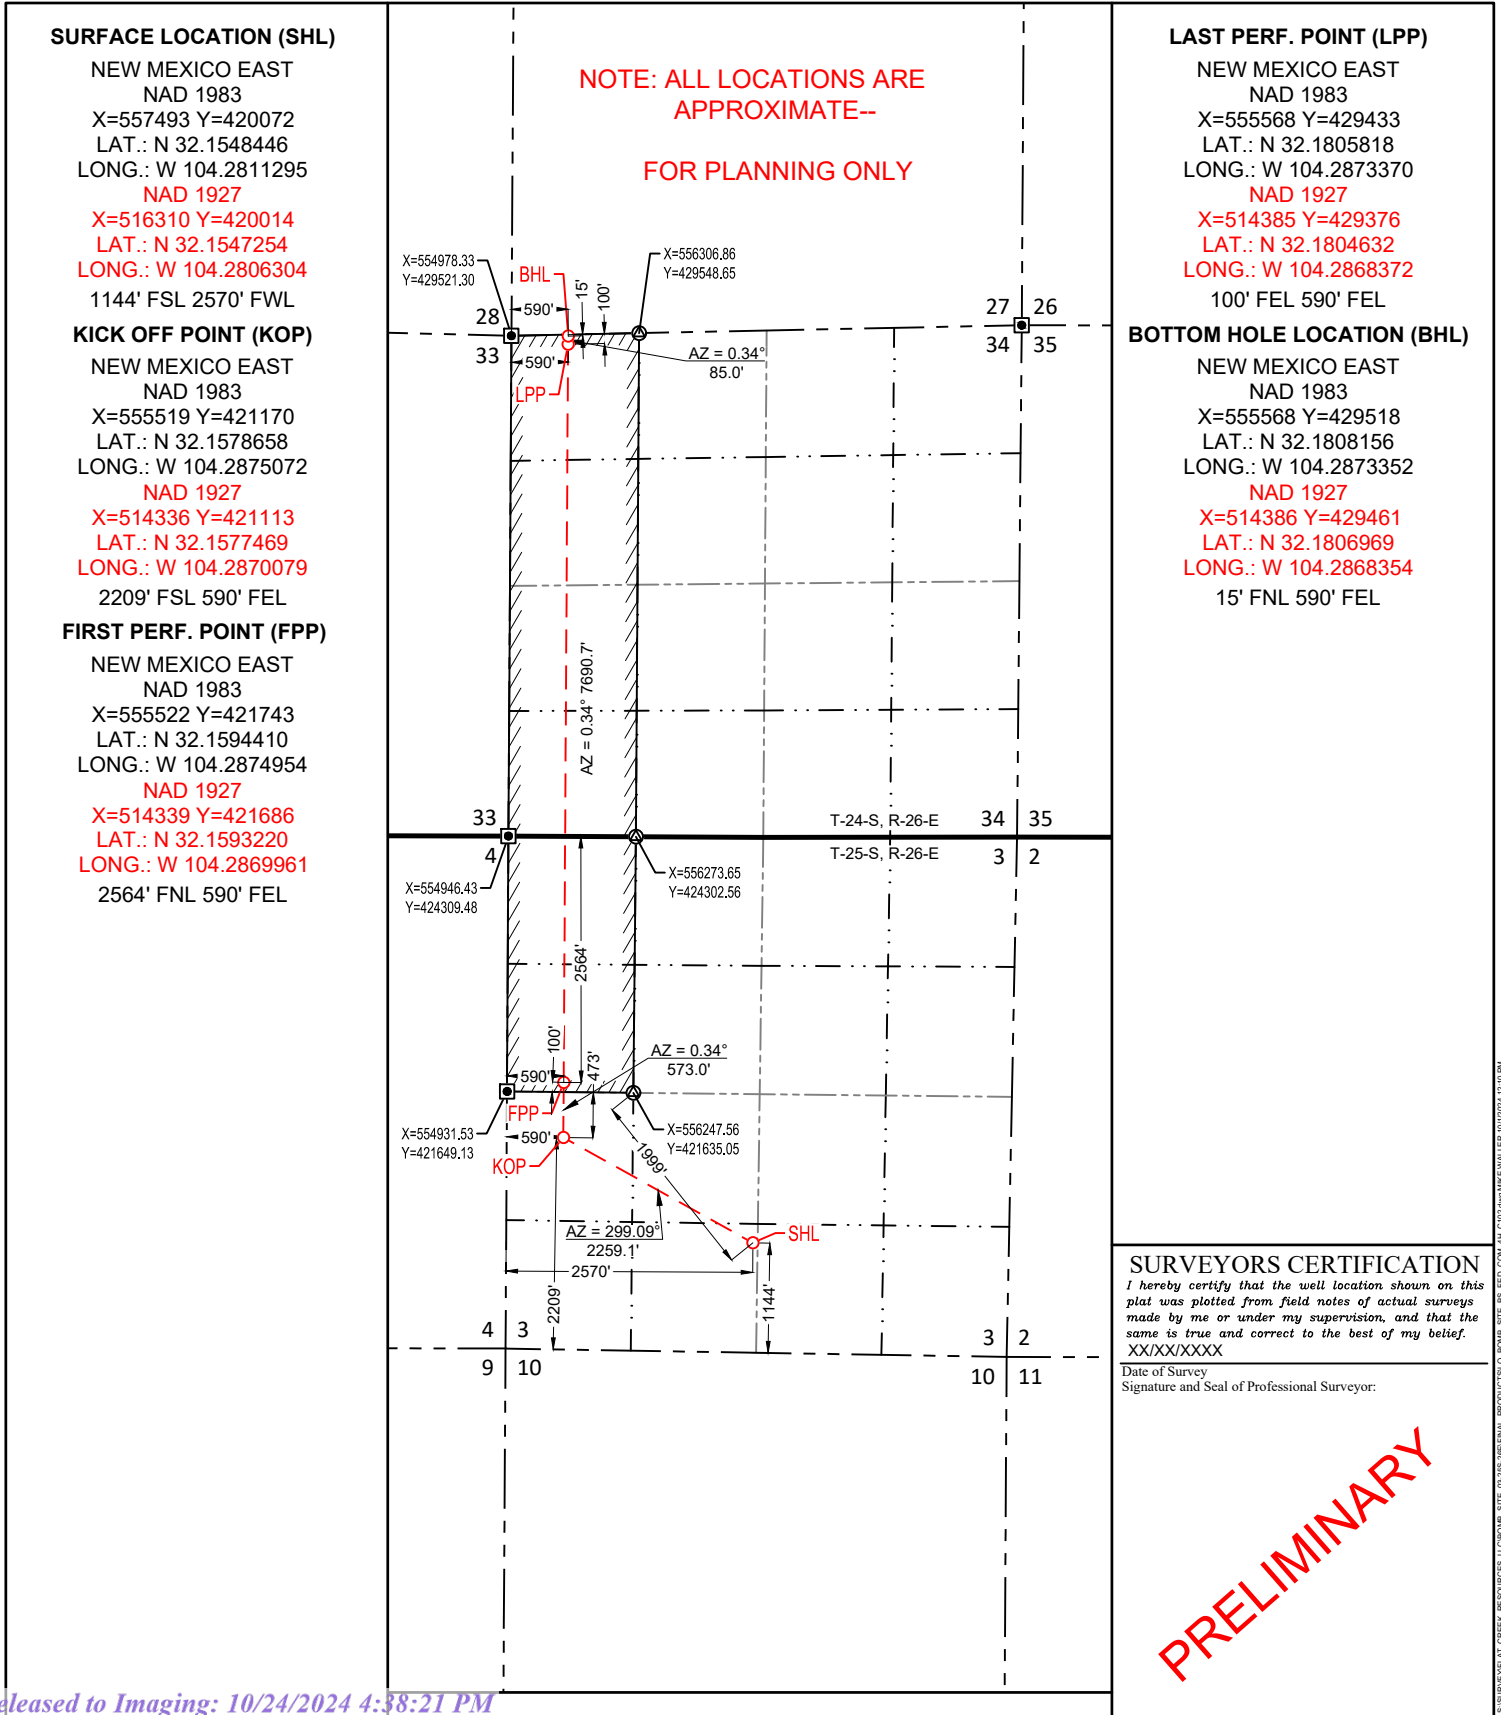 SURFACE LOCATION (SHL)
NEW MEXICO EAST
NAD 1983
X=557493 Y=420072
LAT.: N 32.1548446
LONG.: W 104.2811295
NAD 1927
X=516310 Y=420014
LAT.: N 32.1547254
LONG.: W 104.2806304
1144' FSL 2570' FWL
KICK OFF POINT (KOP)
NEW MEXICO EAST
NAD 1983
X=555519 Y=421170
LAT.: N 32.1578658
LONG.: W 104.2875072
NAD 1927
X=514336 Y=421113
LAT.: N 32.1577469
LONG.: W 104.2870079
2209' FSL 590' FEL
FIRST PERF. POINT (FPP)
NEW MEXICO EAST
NAD 1983
X=555522 Y=421743
LAT.: N 32.1594410
LONG.: W 104.2874954
NAD 1927
X=514339 Y=421686
LAT.: N 32.1593220
LONG.: W 104.2869961
2564' FNL 590' FEL
NOTE: ALL LOCATIONS ARE
APPROXIMATE--
FOR PLANNING ONLY
X=554978.33
Y=429521.30
X=556306.86
Y=429548.65
BHL
590'
15'
100'
28
33
27 26
34 35
590'
LPP
AZ = 0.34°
85.0'
AZ = 0.34° 7690.7'
33
4
T-24-S, R-26-E
T-25-S, R-26-E
34 35
3 2
X=554946.43
Y=424309.48
X=556273.65
Y=424302.56
2564'
100'
473'
AZ = 0.34°
573.0'
590'
FPP
X=554931.53
Y=421649.13
590'
KOP
X=556247.56
Y=421635.05
1999'
SHL
AZ = 299.09°
2259.1'
2570'
2209'
1144'
4 3
9 10
3 2
10 11
LAST PERF. POINT (LPP)
NEW MEXICO EAST
NAD 1983
X=555568 Y=429433
LAT.: N 32.1805818
LONG.: W 104.2873370
NAD 1927
X=514385 Y=429376
LAT.: N 32.1804632
LONG.: W 104.2868372
100' FEL 590' FEL
BOTTOM HOLE LOCATION (BHL)
NEW MEXICO EAST
NAD 1983
X=555568 Y=429518
LAT.: N 32.1808156
LONG.: W 104.2873352
NAD 1927
X=514386 Y=429461
LAT.: N 32.1806969
LONG.: W 104.2868354
15' FNL 590' FEL
SURVEYORS CERTIFICATION
I hereby certify that the well location shown on this
plat was plotted from field notes of actual surveys
made by me or under my supervision, and that the
same is true and correct to the best of my belief.
XX/XX/XXXX
Date of Survey
Signature and Seal of Professional Surveyor:
PRELIMINARY
eleased to Imaging: 10/24/2024 4:38:21 PM